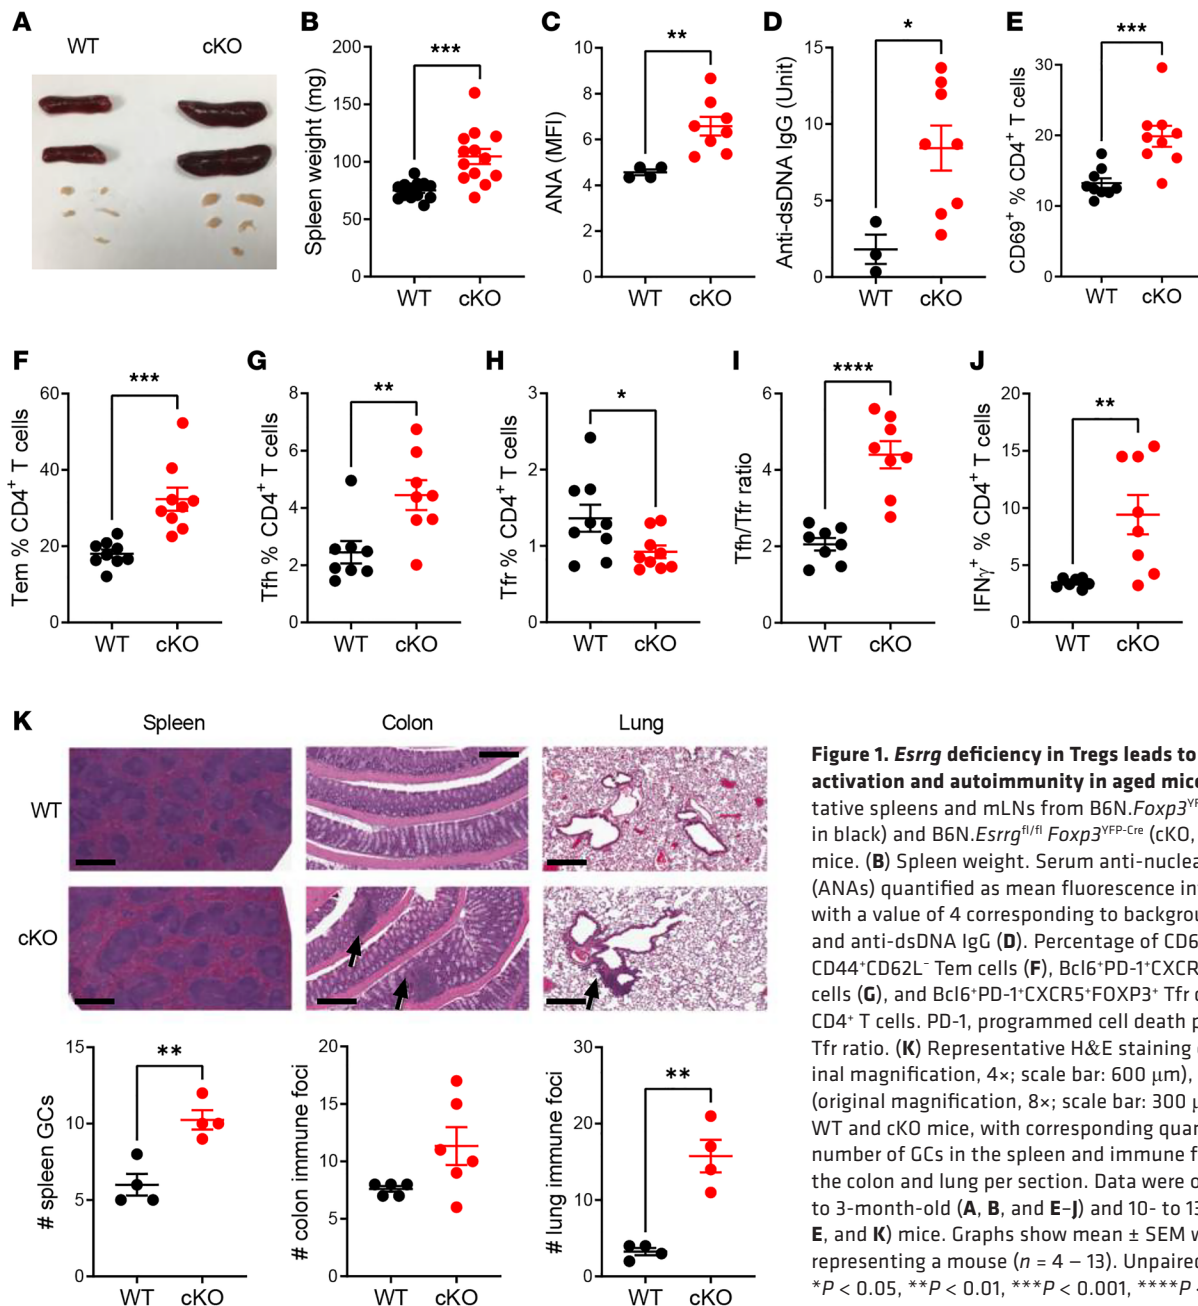 A
WT
cKO
B
Spleen weight (mg)
200
150
100
50
0
***
WT
cKO
C
ANA (MFI)
10
8
6
4
2
0
**
WT
cKO
D
Anti-dsDNA IgG (Unit)
15
10
5
0
*
WT
cKO
E
CD69⁺ % CD4⁺ T cells
30
20
10
0
***
WT
cKO
F
Tem % CD4⁺ T cells
60
40
20
0
***
WT
cKO
G
Tfh % CD4⁺ T cells
8
6
4
2
0
**
WT
cKO
H
Tfr % CD4⁺ T cells
3
2
1
0
*
WT
cKO
I
Tfh/Tfr ratio
6
4
2
0
****
WT
cKO
J
IFNγ⁺ % CD4⁺ T cells
20
15
10
5
0
**
WT
cKO
K
Spleen
Colon
Lung
WT
cKO
# spleen GCs
15
10
5
0
**
WT
cKO
# colon immune foci
20
15
10
5
0
WT
cKO
# lung immune foci
30
20
10
0
**
WT
cKO
Figure 1. Esrrg deficiency in Tregs leads to
activation and autoimmunity in aged mice
tative spleens and mLNs from B6N.Foxp3
in black) and B6N.Esrrg^fl/fl Foxp3^YFP-Cre (cKO,
mice. (B) Spleen weight. Serum anti-nuclea
(ANAs) quantified as mean fluorescence in
with a value of 4 corresponding to backgrou
and anti-dsDNA IgG (D). Percentage of CD6
CD44⁺CD62L⁻ Tem cells (F), Bcl6⁺PD-1⁺CXCR
cells (G), and Bcl6⁺PD-1⁺CXCR5⁺FOXP3⁺ Tfr c
CD4⁺ T cells. PD-1, programmed cell death p
Tfr ratio. (K) Representative H&E staining
inal magnification, 4×; scale bar: 600 μm),
(original magnification, 8×; scale bar: 300 μ
WT and cKO mice, with corresponding quan
number of GCs in the spleen and immune f
the colon and lung per section. Data were o
to 3-month-old (A, B, and E–J) and 10- to 13
E, and K) mice. Graphs show mean ± SEM w
representing a mouse (n = 4 – 13). Unpaired
*P < 0.05, **P < 0.01, ***P < 0.001, ****P <